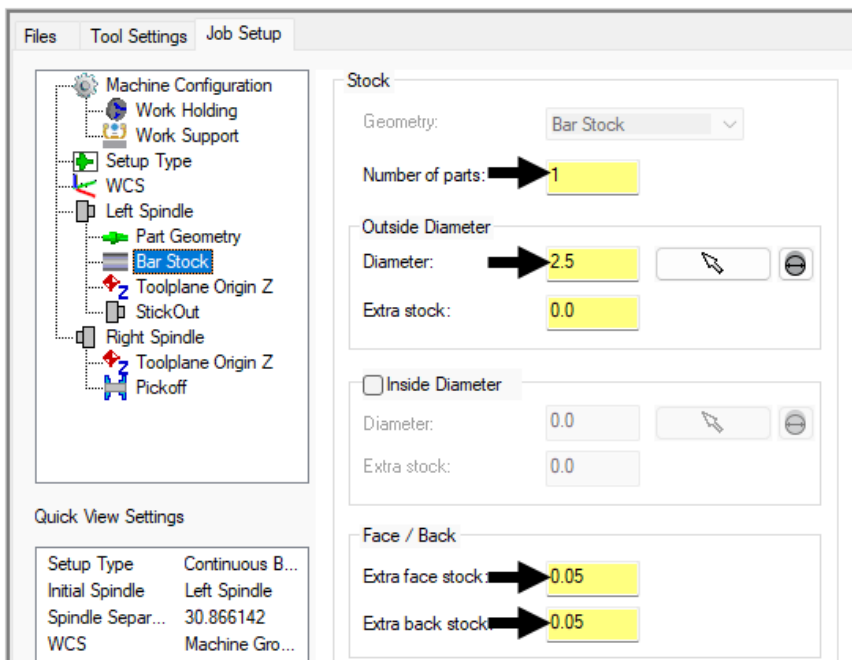 Files Tool Settings Job Setup
Machine Configuration
Work Holding
Work Support
Setup Type
WCS
Left Spindle
Part Geometry
Bar Stock
Toolplane Origin Z
StickOut
Right Spindle
Toolplane Origin Z
Pickoff
Quick View Settings
Setup Type Continuous B...
Initial Spindle Left Spindle
Spindle Separ... 30.866142
WCS Machine Gro...
Stock
Geometry: Bar Stock
Number of parts: 1
Outside Diameter
Diameter: 2.5
Extra stock: 0.0
Inside Diameter
Diameter: 0.0
Extra stock: 0.0
Face / Back
Extra face stock: 0.05
Extra back stock: 0.05